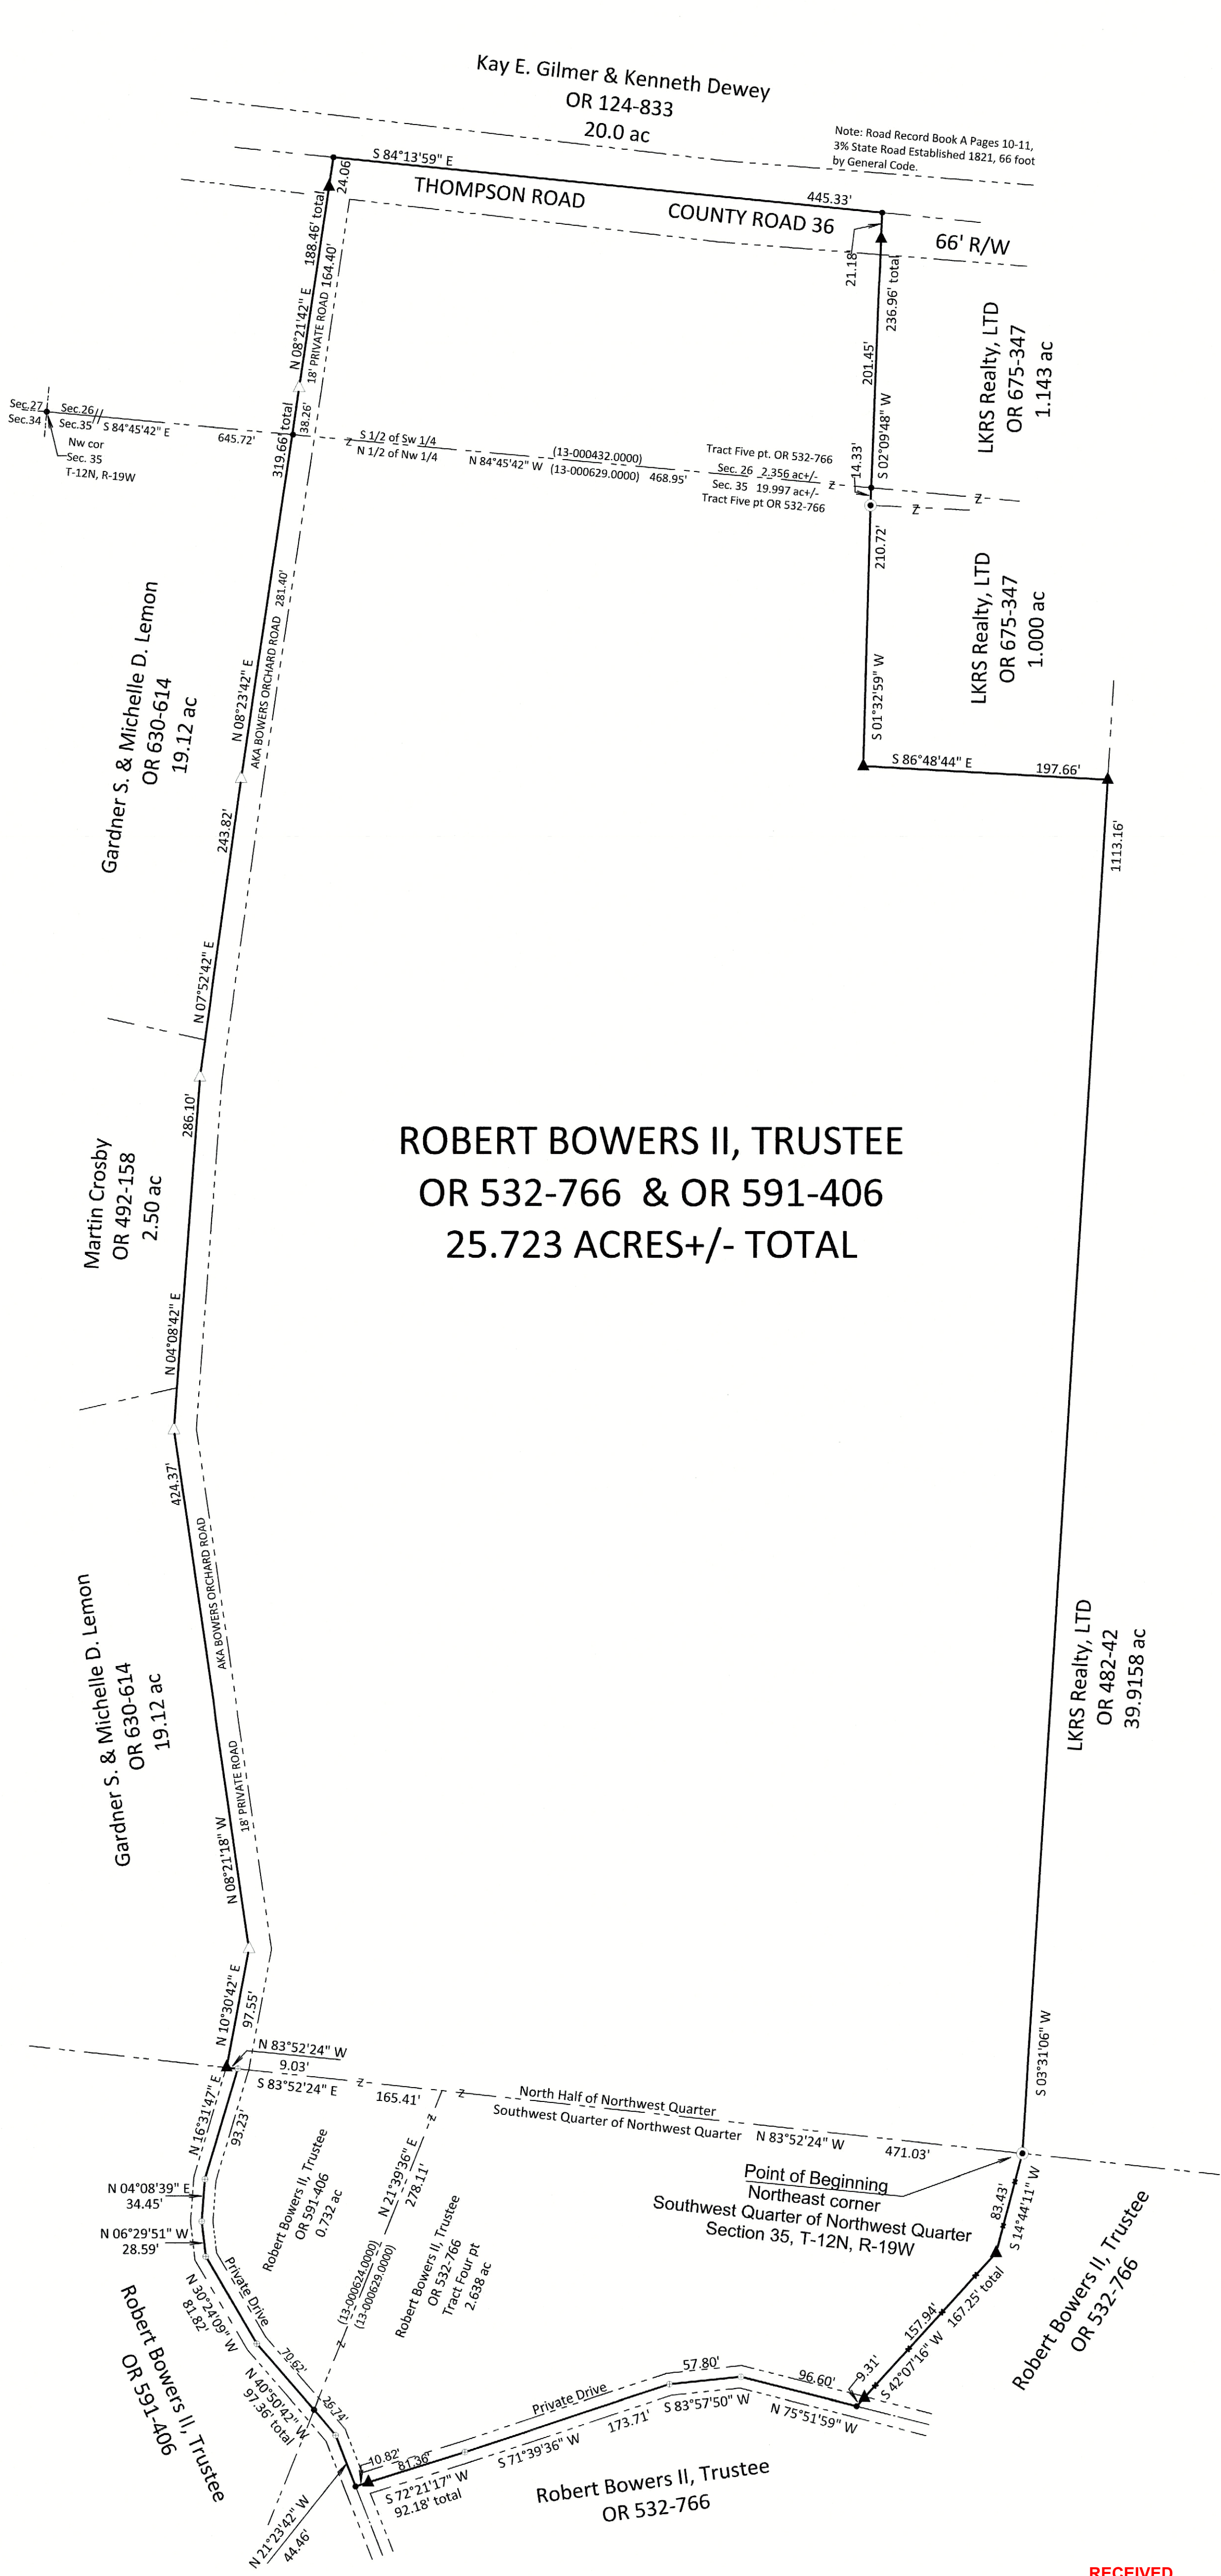 Kay E. Gilmer & Kenneth Dewey
OR 124-833
20.0 ac
Note: Road Record Book A Pages 10-11,
3% State Road Established 1821, 66 foot
by General Code.
S 84°13'59" E
445.33'
THOMPSON ROAD
COUNTY ROAD 36
66' R/W
24.06
188.46' total
N 08°21'42" E
18' PRIVATE ROAD 164.40'
21.18'
236.96' total
201.45'
S 02°09'48" W
14.33'
LKRS Realty, LTD
OR 675-347
1.143 ac
Sec.27
Sec.26
Sec.34
Sec.35
S 84°45'42" E
645.72'
Nw cor
Sec. 35
T-12N, R-19W
319.66' total
38.26'
S 1/2 of Sw 1/4
N 1/2 of Nw 1/4
N 84°45'42" W
(13-000432.0000)
(13-000629.0000)
468.95'
Tract Five pt. OR 532-766
Sec. 26 2.356 ac+/-
Sec. 35 19.997 ac+/-
Tract Five pt OR 532-766
Z
Z
Z
Z
210.72'
S 01°32'59" W
LKRS Realty, LTD
OR 675-347
1.000 ac
S 86°48'44" E
197.66'
1113.16'
Gardner S. & Michelle D. Lemon
OR 630-614
19.12 ac
N 08°23'42" E
AKA BOWERS ORCHARD ROAD 281.40'
243.82'
N 07°52'42" E
286.10'
Martin Crosby
OR 492-158
2.50 ac
N 04°08'42" E
ROBERT BOWERS II, TRUSTEE
OR 532-766 & OR 591-406
25.723 ACRES+/- TOTAL
424.37'
AKA BOWERS ORCHARD ROAD
18' PRIVATE ROAD
N 08°21'18" W
Gardner S. & Michelle D. Lemon
OR 630-614
19.12 ac
LKRS Realty, LTD
OR 482-42
39.9158 ac
S 03°31'06" W
N 10°30'42" E
97.55'
N 83°52'24" W
9.03'
S 83°52'24" E
165.41'
Z
Z
North Half of Northwest Quarter
Southwest Quarter of Northwest Quarter
N 83°52'24" W
471.03'
Point of Beginning
Northeast corner
Southwest Quarter of Northwest Quarter
Section 35, T-12N, R-19W
N 16°31'47" E
93.23'
N 04°08'39" E
34.45'
N 06°29'51" W
28.59'
Private Drive
N 30°24'09" W
81.82'
70.62'
N 40°50'42" W
97.36' total
26.74'
Robert Bowers II, Trustee
OR 591-406
0.732 ac
N 21°39'36" E
278.11'
Z
(13-000624.0000)
(13-000629.0000)
Z
Robert Bowers II, Trustee
OR 532-766
Tract Four pt
2.638 ac
83.43'
S 14°44'11" W
157.94'
167.25' total
S 42°07'16" W
9.31'
Robert Bowers II, Trustee
OR 532-766
Robert Bowers II, Trustee
OR 591-406
N 21°23'42" W
44.46'
10.82'
81.36'
S 72°21'17" W
92.18' total
Private Drive
S 71°39'36" W
173.71'
57.80'
S 83°57'50" W
96.60'
N 75°51'59" W
Robert Bowers II, Trustee
OR 532-766
RECEIVED